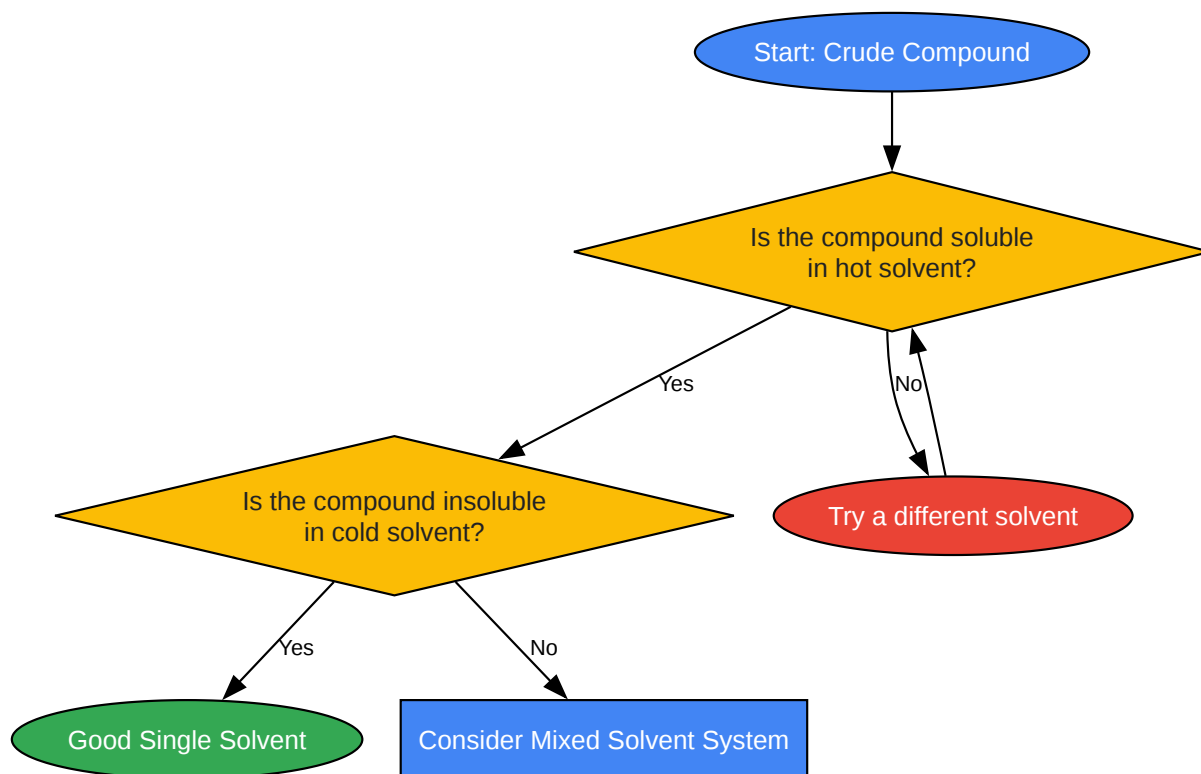 Start: Crude Compound
Is the compound soluble
in hot solvent?
Yes
No
Is the compound insoluble
in cold solvent?
Try a different solvent
Yes
No
Good Single Solvent
Consider Mixed Solvent System